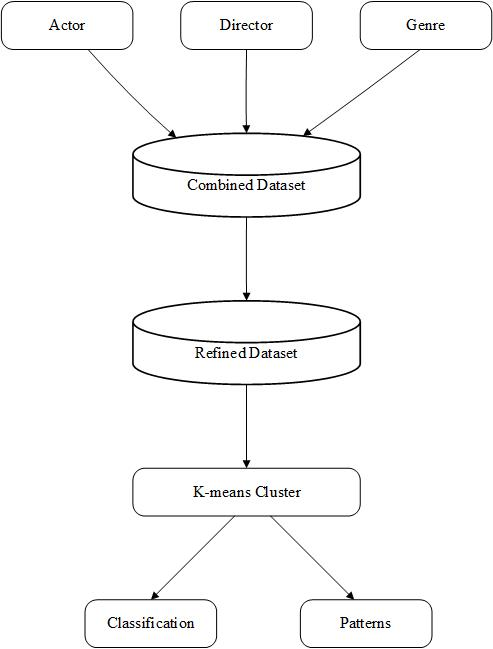 Actor
Director
Genre
Combined Dataset
Refined Dataset
K-means Cluster
Classification
Patterns